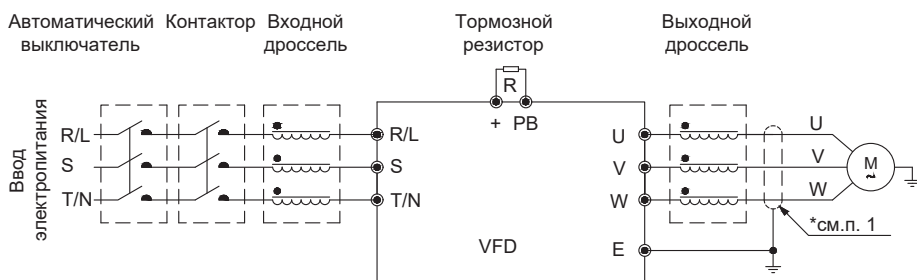 Автоматический
выключатель
Контактор
Входной
дроссель
Тормозной
резистор
Выходной
дроссель
Ввод
электропитания
R/L
S
T/N
R/L
S
T/N
R
+ PB
VFD
U
V
W
E
U
V
W
M
~
*см.п. 1